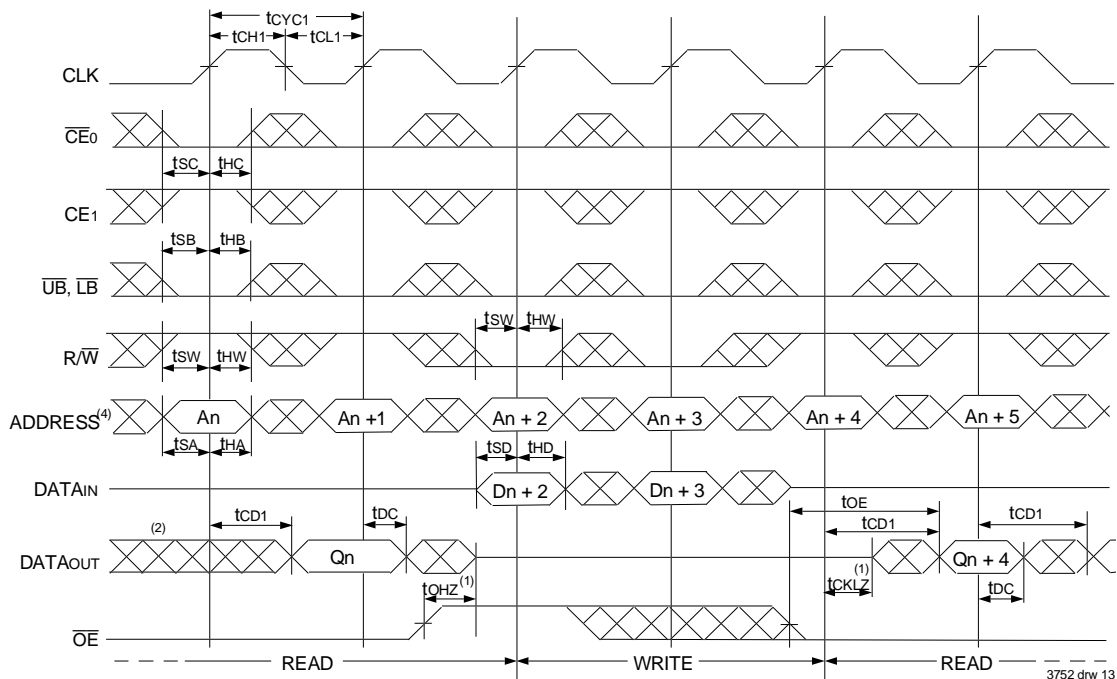 tCYC1
tCH1 tCL1
CLK
CE0
tSC tHC
CE1
tSB tHB
UB, LB
tSW tHW
R/W
tSW tHW
ADDRESS(4) An An +1 An + 2 An + 3 An + 4 An + 5
tSA tHA tSD tHD
DATAIN Dn + 2 Dn + 3
tOE
(2) tCD1 tDC tCD1 tCD1
DATAOUT Qn Qn + 4
tOHZ(1) tCKLZ(1) tDC
OE
READ WRITE READ
3752 drw 13